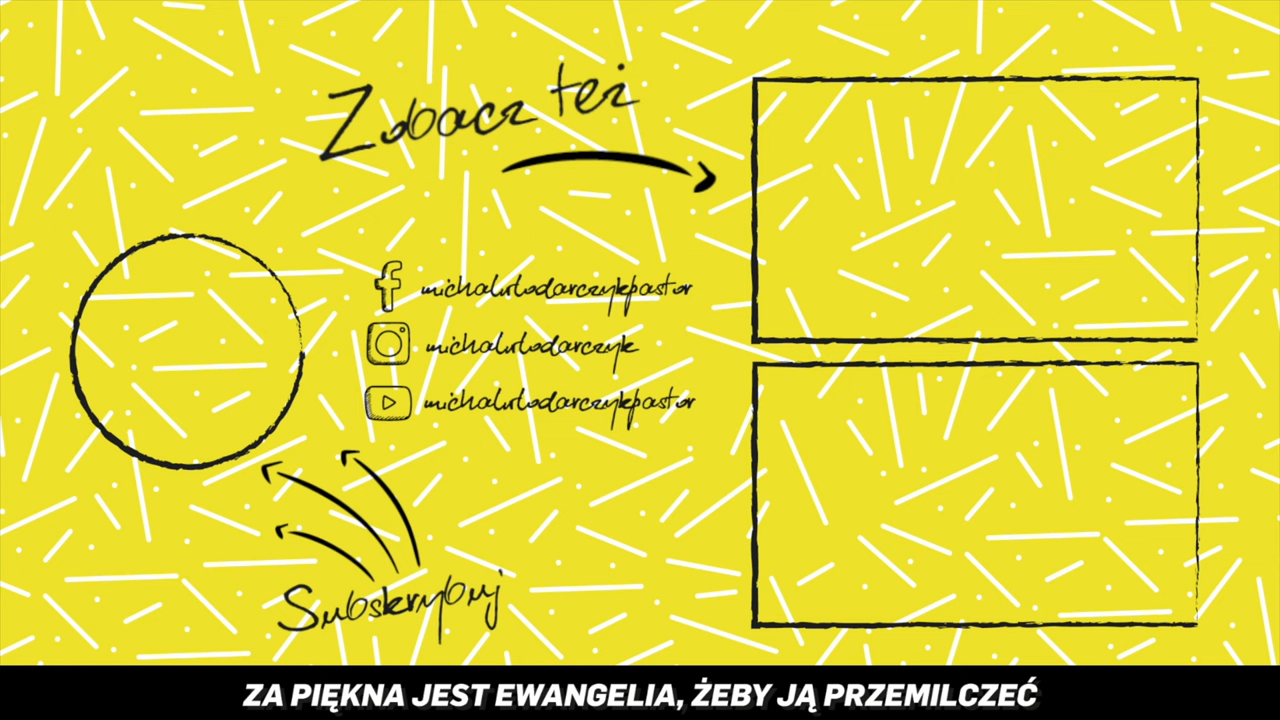 Zobacz też
michalwlodarczykpastor
michalwlodarczyk
michalwlodarczykpastor
Subskrybuj
ZA PIĘKNA JEST EWANGELIA, ŻEBY JĄ PRZEMILCZEĆ